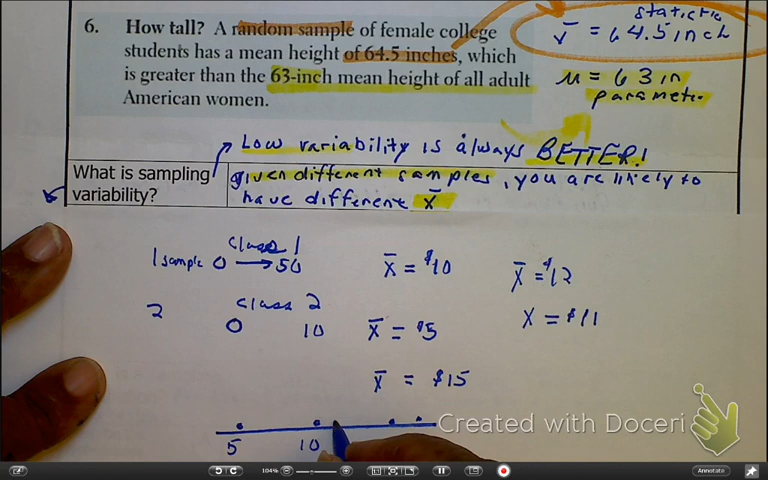 6. How tall? A random sample of female college
students has a mean height of 64.5 inches, which
is greater than the 63-inch mean height of all adult
American women.
statistic
x̄ = 64.5 inch
μ = 63 in
parameter
Low variability is always BETTER!
What is sampling
variability?
given different samples, you are likely to
have different x̄
Class 1
1 sample 0 → 50
x̄ = $10
x̄ = $12
2 class 2
0 10
x̄ = $5
x = $11
x̄ = $15
5 10
Created with Doceri
104%
Annotate